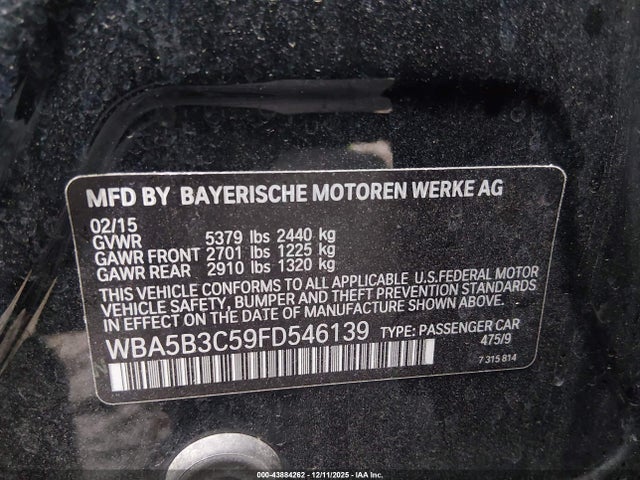 MFD BY BAYERISCHE MOTOREN WERKE AG
02/15
GVWR 5379 lbs 2440 kg
GAWR FRONT 2701 lbs 1225 kg
GAWR REAR 2910 lbs 1320 kg
THIS VEHICLE CONFORMS TO ALL APPLICABLE U.S.FEDERAL MOTOR
VEHICLE SAFETY, BUMPER AND THEFT PREVENTION STANDARDS
IN EFFECT ON THE DATE OF MANUFACTURE SHOWN ABOVE.
WBA5B3C59FD546139 TYPE: PASSENGER CAR
475/9
7 315 814
000-43884262 - 12/11/2025 - IAA Inc.